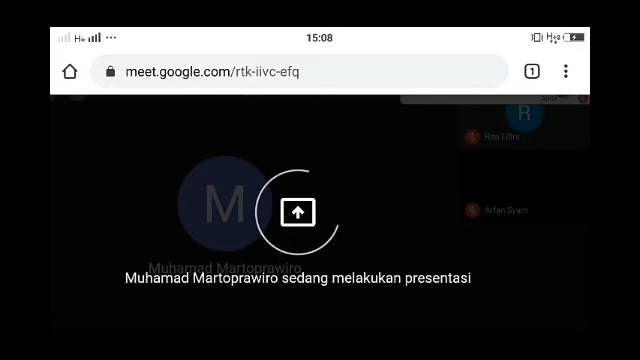 H+ 15:08
meet.google.com/rtk-iivc-efq 1
Anda
R
Rita Elfira
M
Arfan Syam
Muhamad Martoprawiro
Muhamad Martoprawiro sedang melakukan presentasi